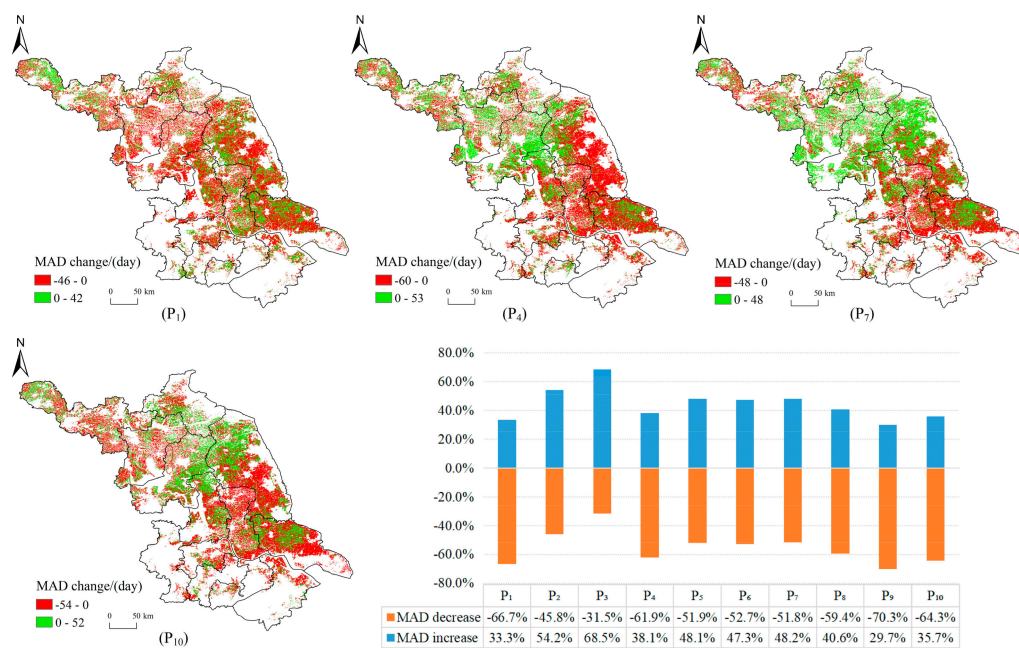 N
MAD change/(day)
-46 - 0
0 - 42
0 50 km
(P₁)
N
MAD change/(day)
-60 - 0
0 - 53
0 50 km
(P₄)
N
MAD change/(day)
-48 - 0
0 - 48
0 50 km
(P₇)
N
MAD change/(day)
-54 - 0
0 - 52
0 50 km
(P₁₀)
80.0%
60.0%
40.0%
20.0%
0.0%
-20.0%
-40.0%
-60.0%
-80.0%
P₁ P₂ P₃ P₄ P₅ P₆ P₇ P₈ P₉ P₁₀
MAD decrease -66.7% -45.8% -31.5% -61.9% -51.9% -52.7% -51.8% -59.4% -70.3% -64.3%
MAD increase 33.3% 54.2% 68.5% 38.1% 48.1% 47.3% 48.2% 40.6% 29.7% 35.7%